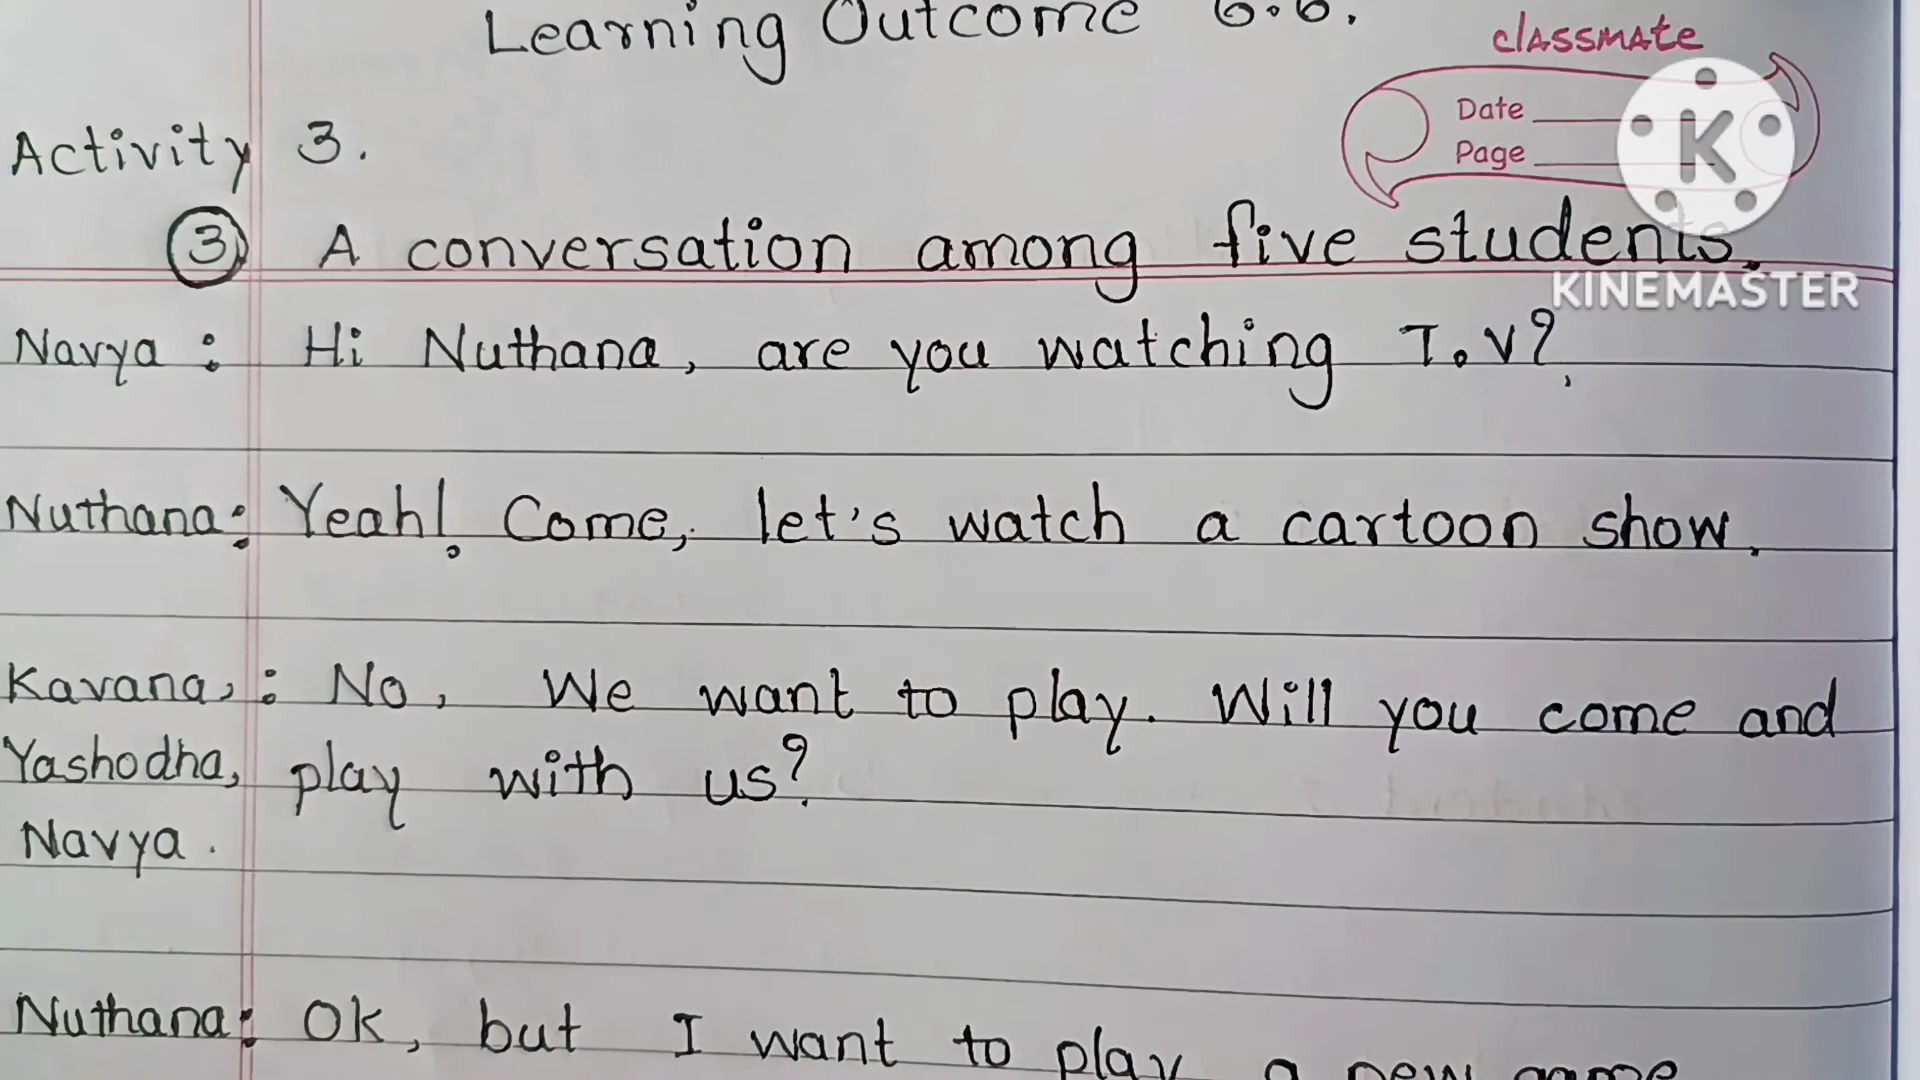 Learning Outcome 6.6.
classmate
Date
Page
K
Activity 3.
3 A conversation among five students.
KINEMASTER
Navya : Hi Nuthana, are you watching T.V?
Nuthana: Yeah! Come, let's watch a cartoon show.
Kavana, : No, We want to play. Will you come and
Yashodha, play with us?
Navya.
Nuthana: Ok, but I want to play a new game